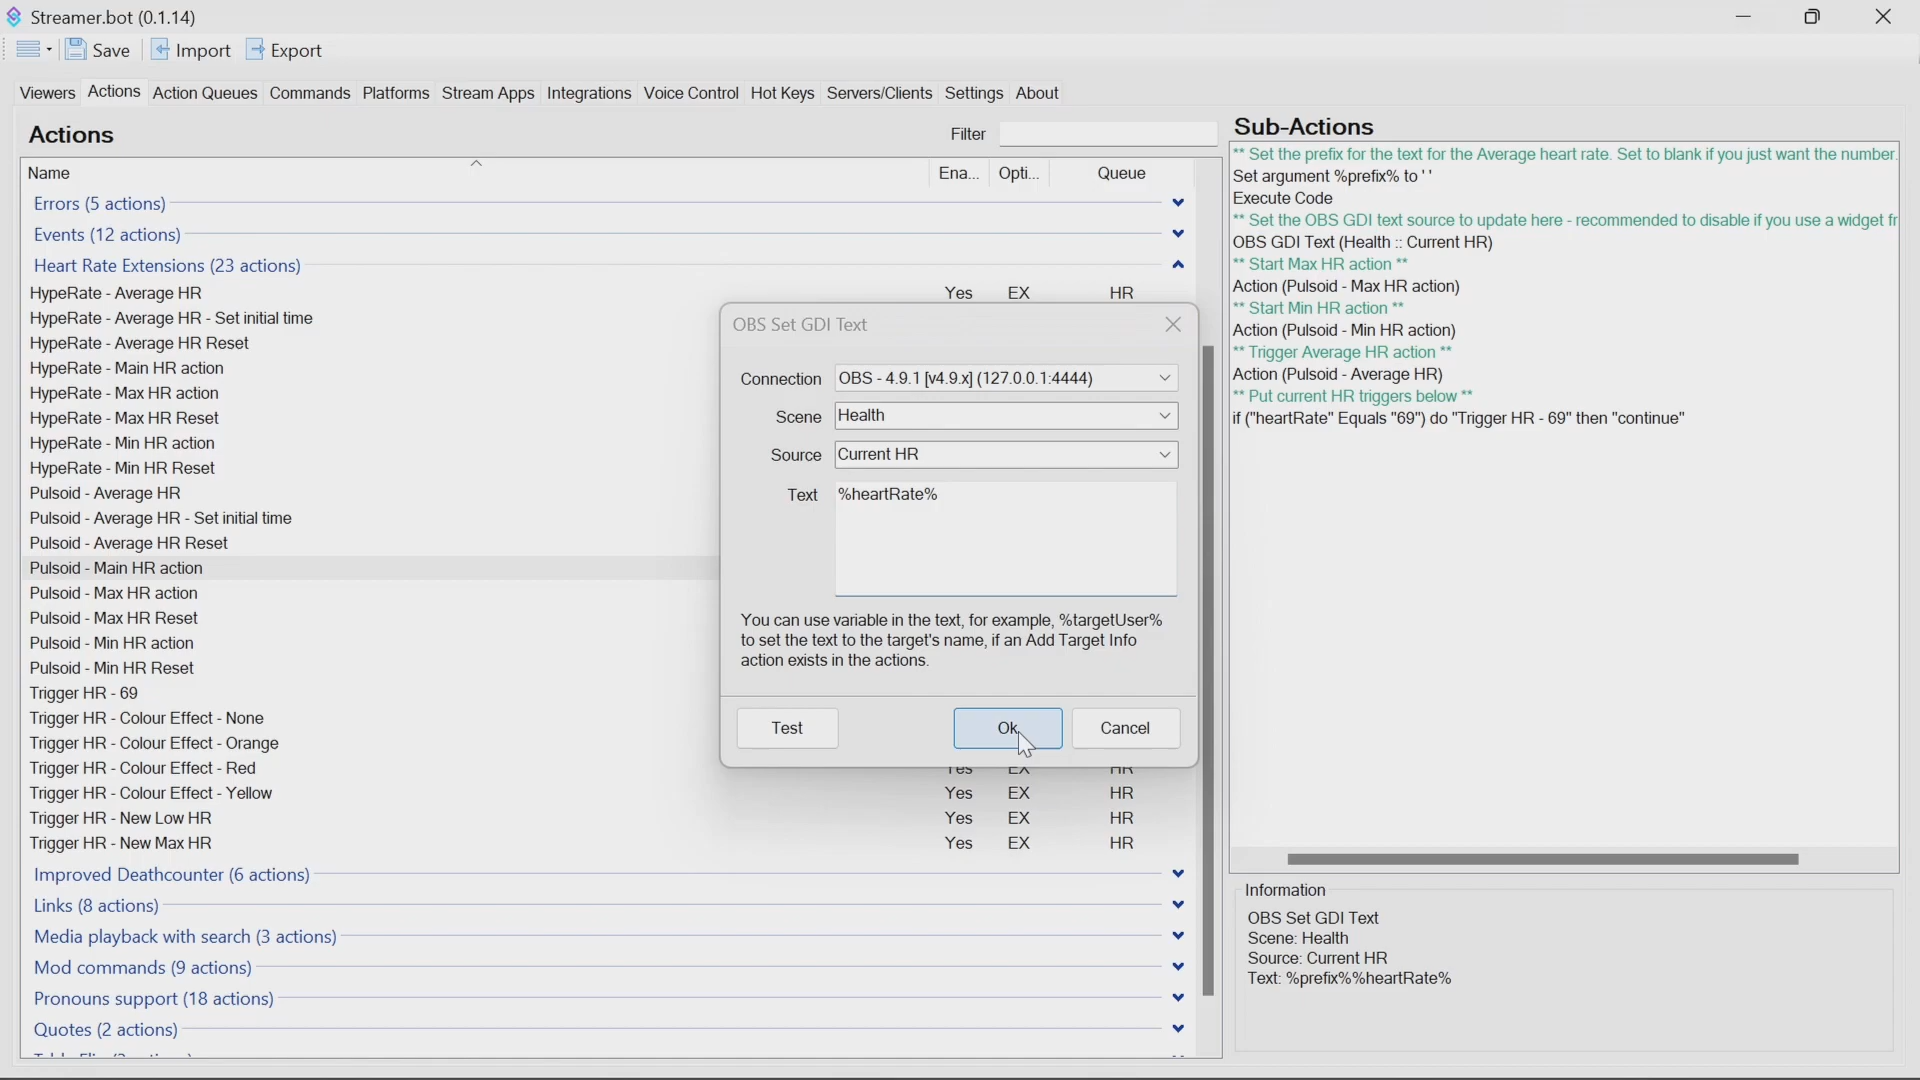 Streamer.bot (0.1.14)
Save
Import
Export
Viewers
Actions
Action Queues
Commands
Platforms
Stream Apps
Integrations
Voice Control
Hot Keys
Servers/Clients
Settings
About
Actions
Filter
Name
Ena...
Opti...
Queue
Errors (5 actions)
Events (12 actions)
Heart Rate Extensions (23 actions)
HypeRate - Average HR
Yes EX HR
HypeRate - Average HR - Set initial time
HypeRate - Average HR Reset
HypeRate - Main HR action
HypeRate - Max HR action
HypeRate - Max HR Reset
HypeRate - Min HR action
HypeRate - Min HR Reset
Pulsoid - Average HR
Pulsoid - Average HR - Set initial time
Pulsoid - Average HR Reset
Pulsoid - Main HR action
Pulsoid - Max HR action
Pulsoid - Max HR Reset
Pulsoid - Min HR action
Pulsoid - Min HR Reset
Trigger HR - 69
Trigger HR - Colour Effect - None
Trigger HR - Colour Effect - Orange
Trigger HR - Colour Effect - Red
Yes EX HR
Trigger HR - Colour Effect - Yellow
Yes EX HR
Trigger HR - New Low HR
Yes EX HR
Trigger HR - New Max HR
Yes EX HR
Improved Deathcounter (6 actions)
Links (8 actions)
Media playback with search (3 actions)
Mod commands (9 actions)
Pronouns support (18 actions)
Quotes (2 actions)
OBS Set GDI Text
Connection
OBS - 4.9.1 [v4.9.x] (127.0.0.1:4444)
Scene
Health
Source
Current HR
Text
%heartRate%
You can use variable in the text, for example, %targetUser%
to set the text to the target's name, if an Add Target Info
action exists in the actions.
Test
Ok
Cancel
Sub-Actions
** Set the prefix for the text for the Average heart rate. Set to blank if you just want the number.
Set argument %prefix% to ' '
Execute Code
** Set the OBS GDI text source to update here - recommended to disable if you use a widget fr
OBS GDI Text (Health :: Current HR)
** Start Max HR action **
Action (Pulsoid - Max HR action)
** Start Min HR action **
Action (Pulsoid - Min HR action)
** Trigger Average HR action **
Action (Pulsoid - Average HR)
** Put current HR triggers below **
if ("heartRate" Equals "69") do "Trigger HR - 69" then "continue"
Information
OBS Set GDI Text
Scene: Health
Source: Current HR
Text: %prefix%%heartRate%